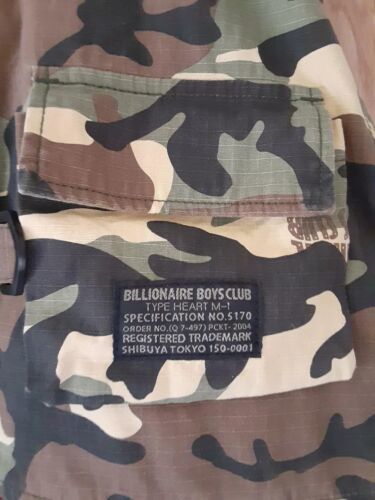 BILLIONAIRE BOYS CLUB
TYPE HEART M-1
SPECIFICATION NO.5170
ORDER NO.(Q 7-497) PCKT- 2004
REGISTERED TRADEMARK
SHIBUYA TOKYO 150-0001